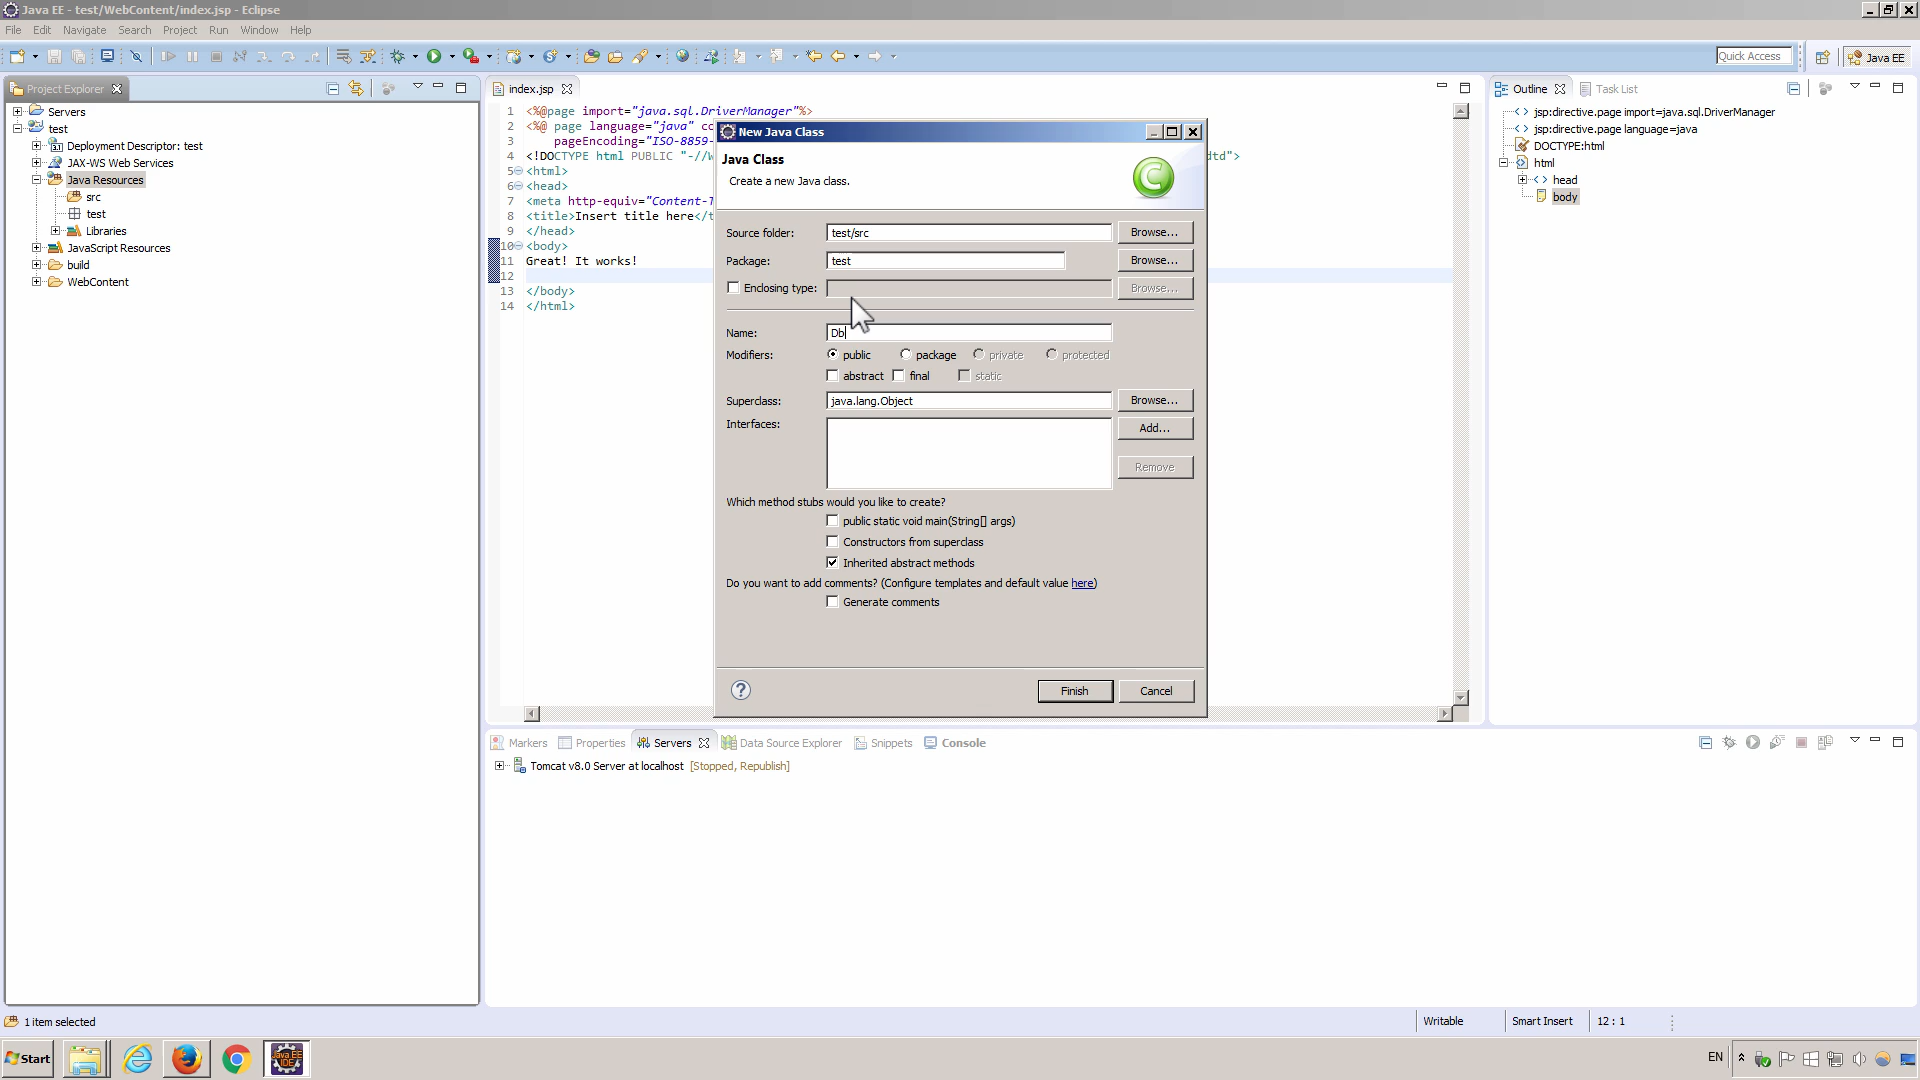 Java EE - test/WebContent/index.jsp - Eclipse
File Edit Navigate Search Project Run Window Help
Quick Access
Java EE
Project Explorer
Servers
test
Deployment Descriptor: test
JAX-WS Web Services
Java Resources
src
test
Libraries
JavaScript Resources
build
WebContent
index.jsp
1 <%@page import="java.sql.DriverManager"%>
2 <%@ page language="java" co
3 pageEncoding="ISO-8859-
4 <!DOCTYPE html PUBLIC "-//W dtd">
5 <html>
6 <head>
7 <meta http-equiv="Content-T
8 <title>Insert title here</t
9 </head>
10 <body>
11 Great! It works!
12
13 </body>
14 </html>
New Java Class
Java Class
Create a new Java class.
C
Source folder: test/src Browse...
Package: test Browse...
Enclosing type: Browse...
Name: Db
Modifiers: public package private protected
abstract final static
Superclass: java.lang.Object Browse...
Interfaces: Add...
Remove
Which method stubs would you like to create?
public static void main(String[] args)
Constructors from superclass
Inherited abstract methods
Do you want to add comments? (Configure templates and default value here)
Generate comments
? Finish Cancel
Outline Task List
jsp:directive.page import=java.sql.DriverManager
jsp:directive.page language=java
DOCTYPE:html
html
head
body
Markers Properties Servers Data Source Explorer Snippets Console
Tomcat v8.0 Server at localhost [Stopped, Republish]
1 item selected
Writable Smart Insert 12 : 1
Start
Java EE
IDE
EN